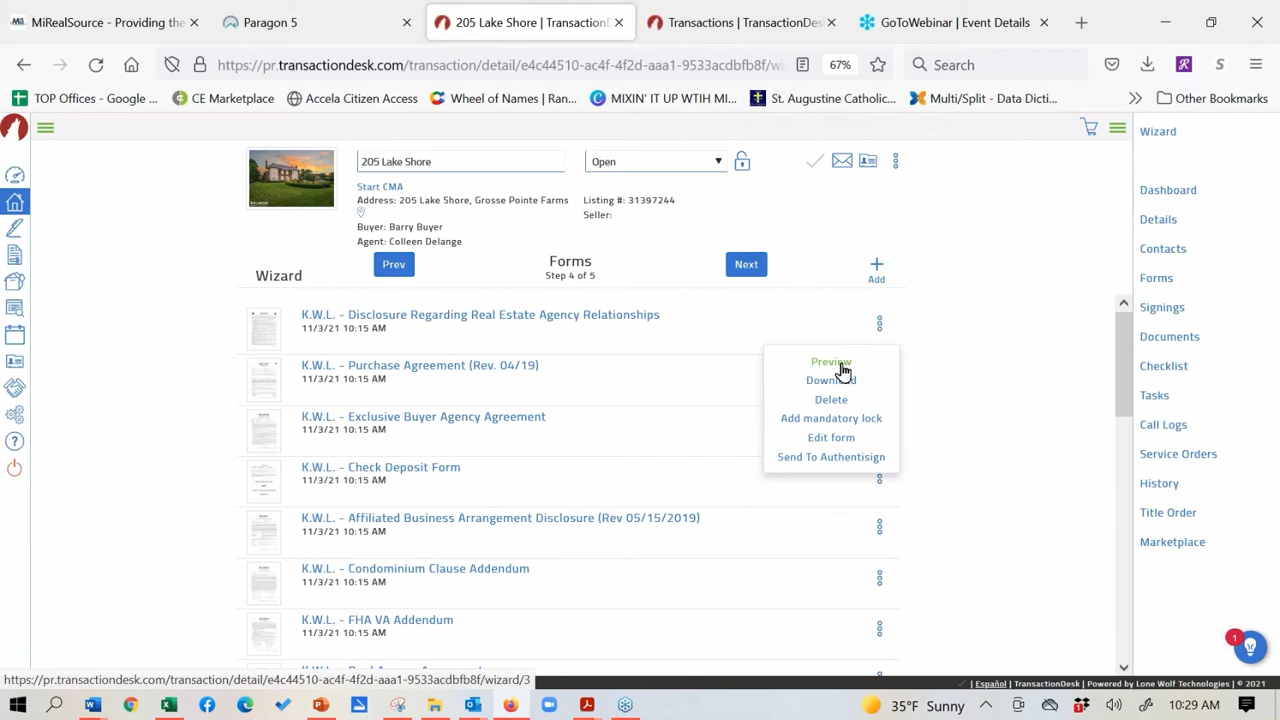 MiS
MiRealSource - Providing the
Paragon 5
205 Lake Shore | TransactionD
Transactions | TransactionDesk
GoToWebinar | Event Details
https://pr.transactiondesk.com/transaction/detail/e4c44510-ac4f-4f2d-aaa1-9533acdbfb8f/wi
67%
Search
TOP Offices - Google ...
CE Marketplace
Accela Citizen Access
Wheel of Names | Ran...
MIXIN' IT UP WTIH MI...
St. Augustine Catholic...
Multi/Split - Data Dicti...
Other Bookmarks
205 Lake Shore
Open
Start CMA
Address: 205 Lake Shore, Grosse Pointe Farms
Listing #: 31397244
Seller:
Buyer: Barry Buyer
Agent: Colleen Delange
Wizard
Prev
Forms
Step 4 of 5
Next
Add
K.W.L. - Disclosure Regarding Real Estate Agency Relationships
11/3/21 10:15 AM
K.W.L. - Purchase Agreement (Rev. 04/19)
11/3/21 10:15 AM
K.W.L. - Exclusive Buyer Agency Agreement
11/3/21 10:15 AM
K.W.L. - Check Deposit Form
11/3/21 10:15 AM
K.W.L. - Affiliated Business Arrangement Disclosure (Rev 05/15/2019)
11/3/21 10:15 AM
K.W.L. - Condominium Clause Addendum
11/3/21 10:15 AM
K.W.L. - FHA VA Addendum
11/3/21 10:15 AM
Preview
Download
Delete
Add mandatory lock
Edit form
Send To Authentisign
Wizard
Dashboard
Details
Contacts
Forms
Signings
Documents
Checklist
Tasks
Call Logs
Service Orders
History
Title Order
Marketplace
1
https://pr.transactiondesk.com/transaction/detail/e4c44510-ac4f-4f2d-aaa1-9533acdbfb8f/wizard/3
Español | TransactionDesk | Powered by Lone Wolf Technologies | © 2021
35°F Sunny
10:29 AM